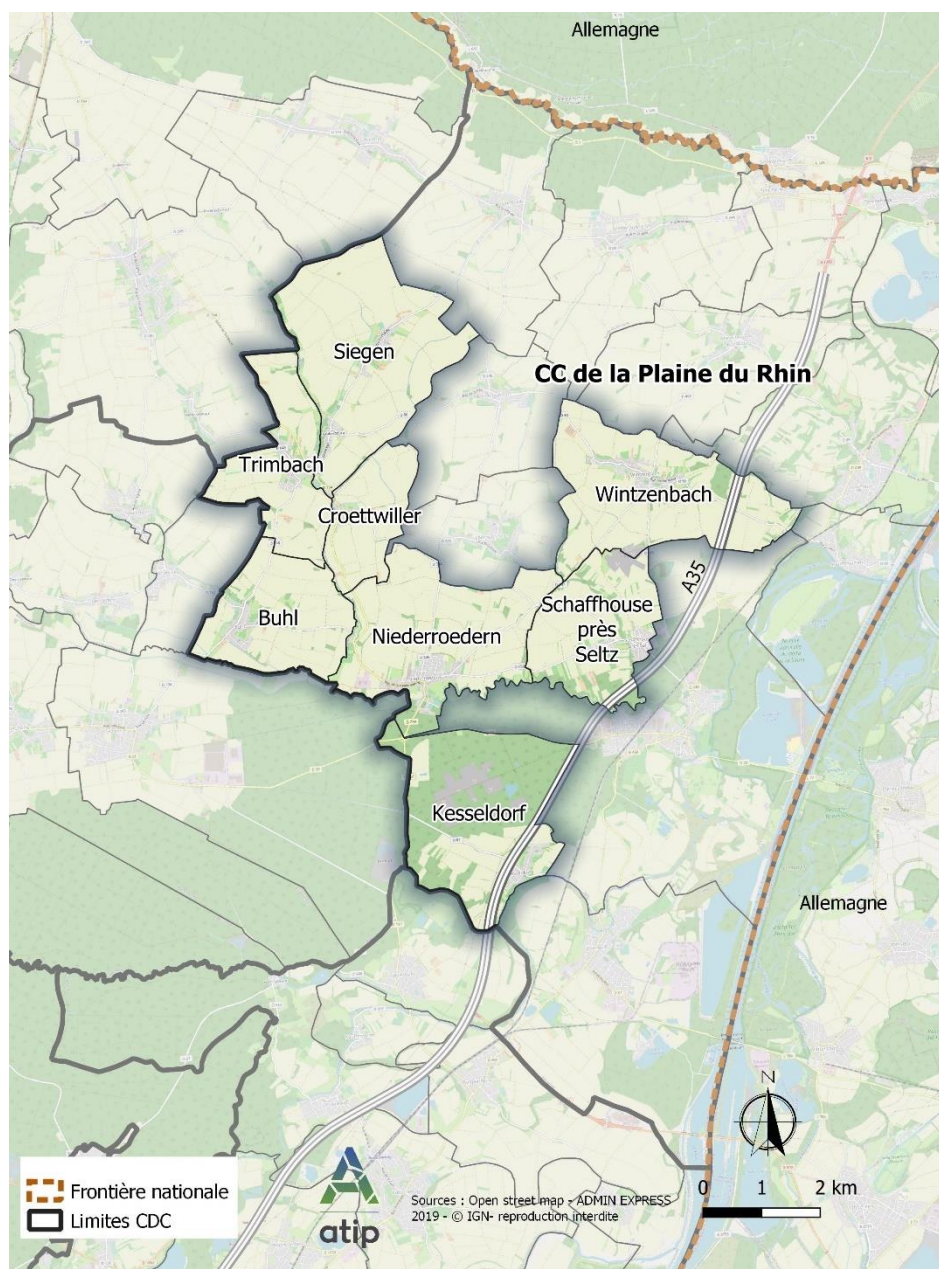 Allemagne
Siegen
CC de la Plaine du Rhin
Trimbach
Wintzenbach
Croettwiller
A35
Schaffhouse
près
Seltz
Buhl
Niederroedern
Kesseldorf
Allemagne
N
Frontière nationale
Limites CDC
atip
Sources : Open street map - ADMIN EXPRESS
2019 - © IGN- reproduction interdite
0 1 2 km